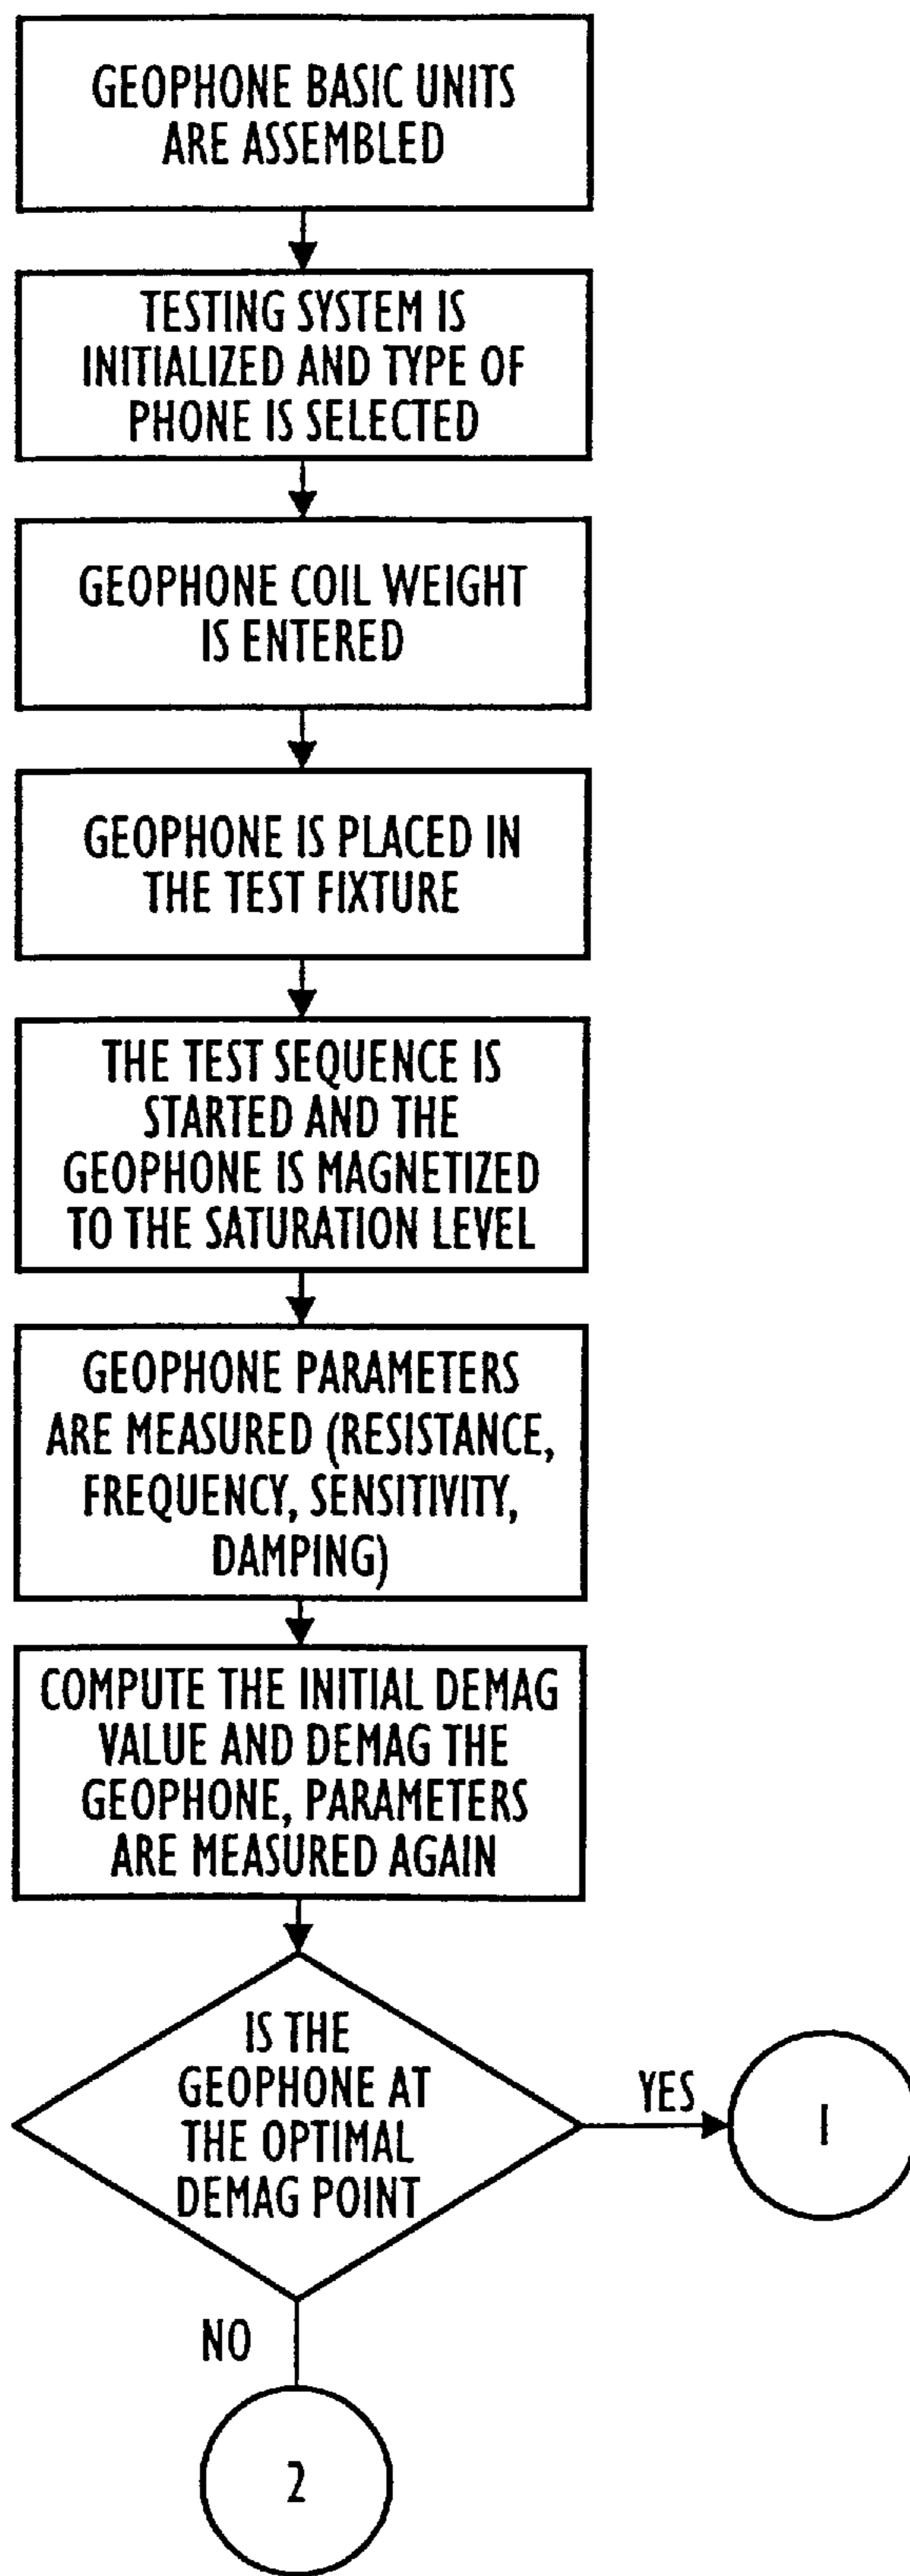 GEOPHONE BASIC UNITS
ARE ASSEMBLED
TESTING SYSTEM IS
INITIALIZED AND TYPE OF
PHONE IS SELECTED
GEOPHONE COIL WEIGHT
IS ENTERED
GEOPHONE IS PLACED IN
THE TEST FIXTURE
THE TEST SEQUENCE IS
STARTED AND THE
GEOPHONE IS MAGNETIZED
TO THE SATURATION LEVEL
GEOPHONE PARAMETERS
ARE MEASURED (RESISTANCE,
FREQUENCY, SENSITIVITY,
DAMPING)
COMPUTE THE INITIAL DEMAG
VALUE AND DEMAG THE
GEOPHONE, PARAMETERS
ARE MEASURED AGAIN
IS THE
GEOPHONE AT
THE OPTIMAL
DEMAG POINT
YES
1
NO
2